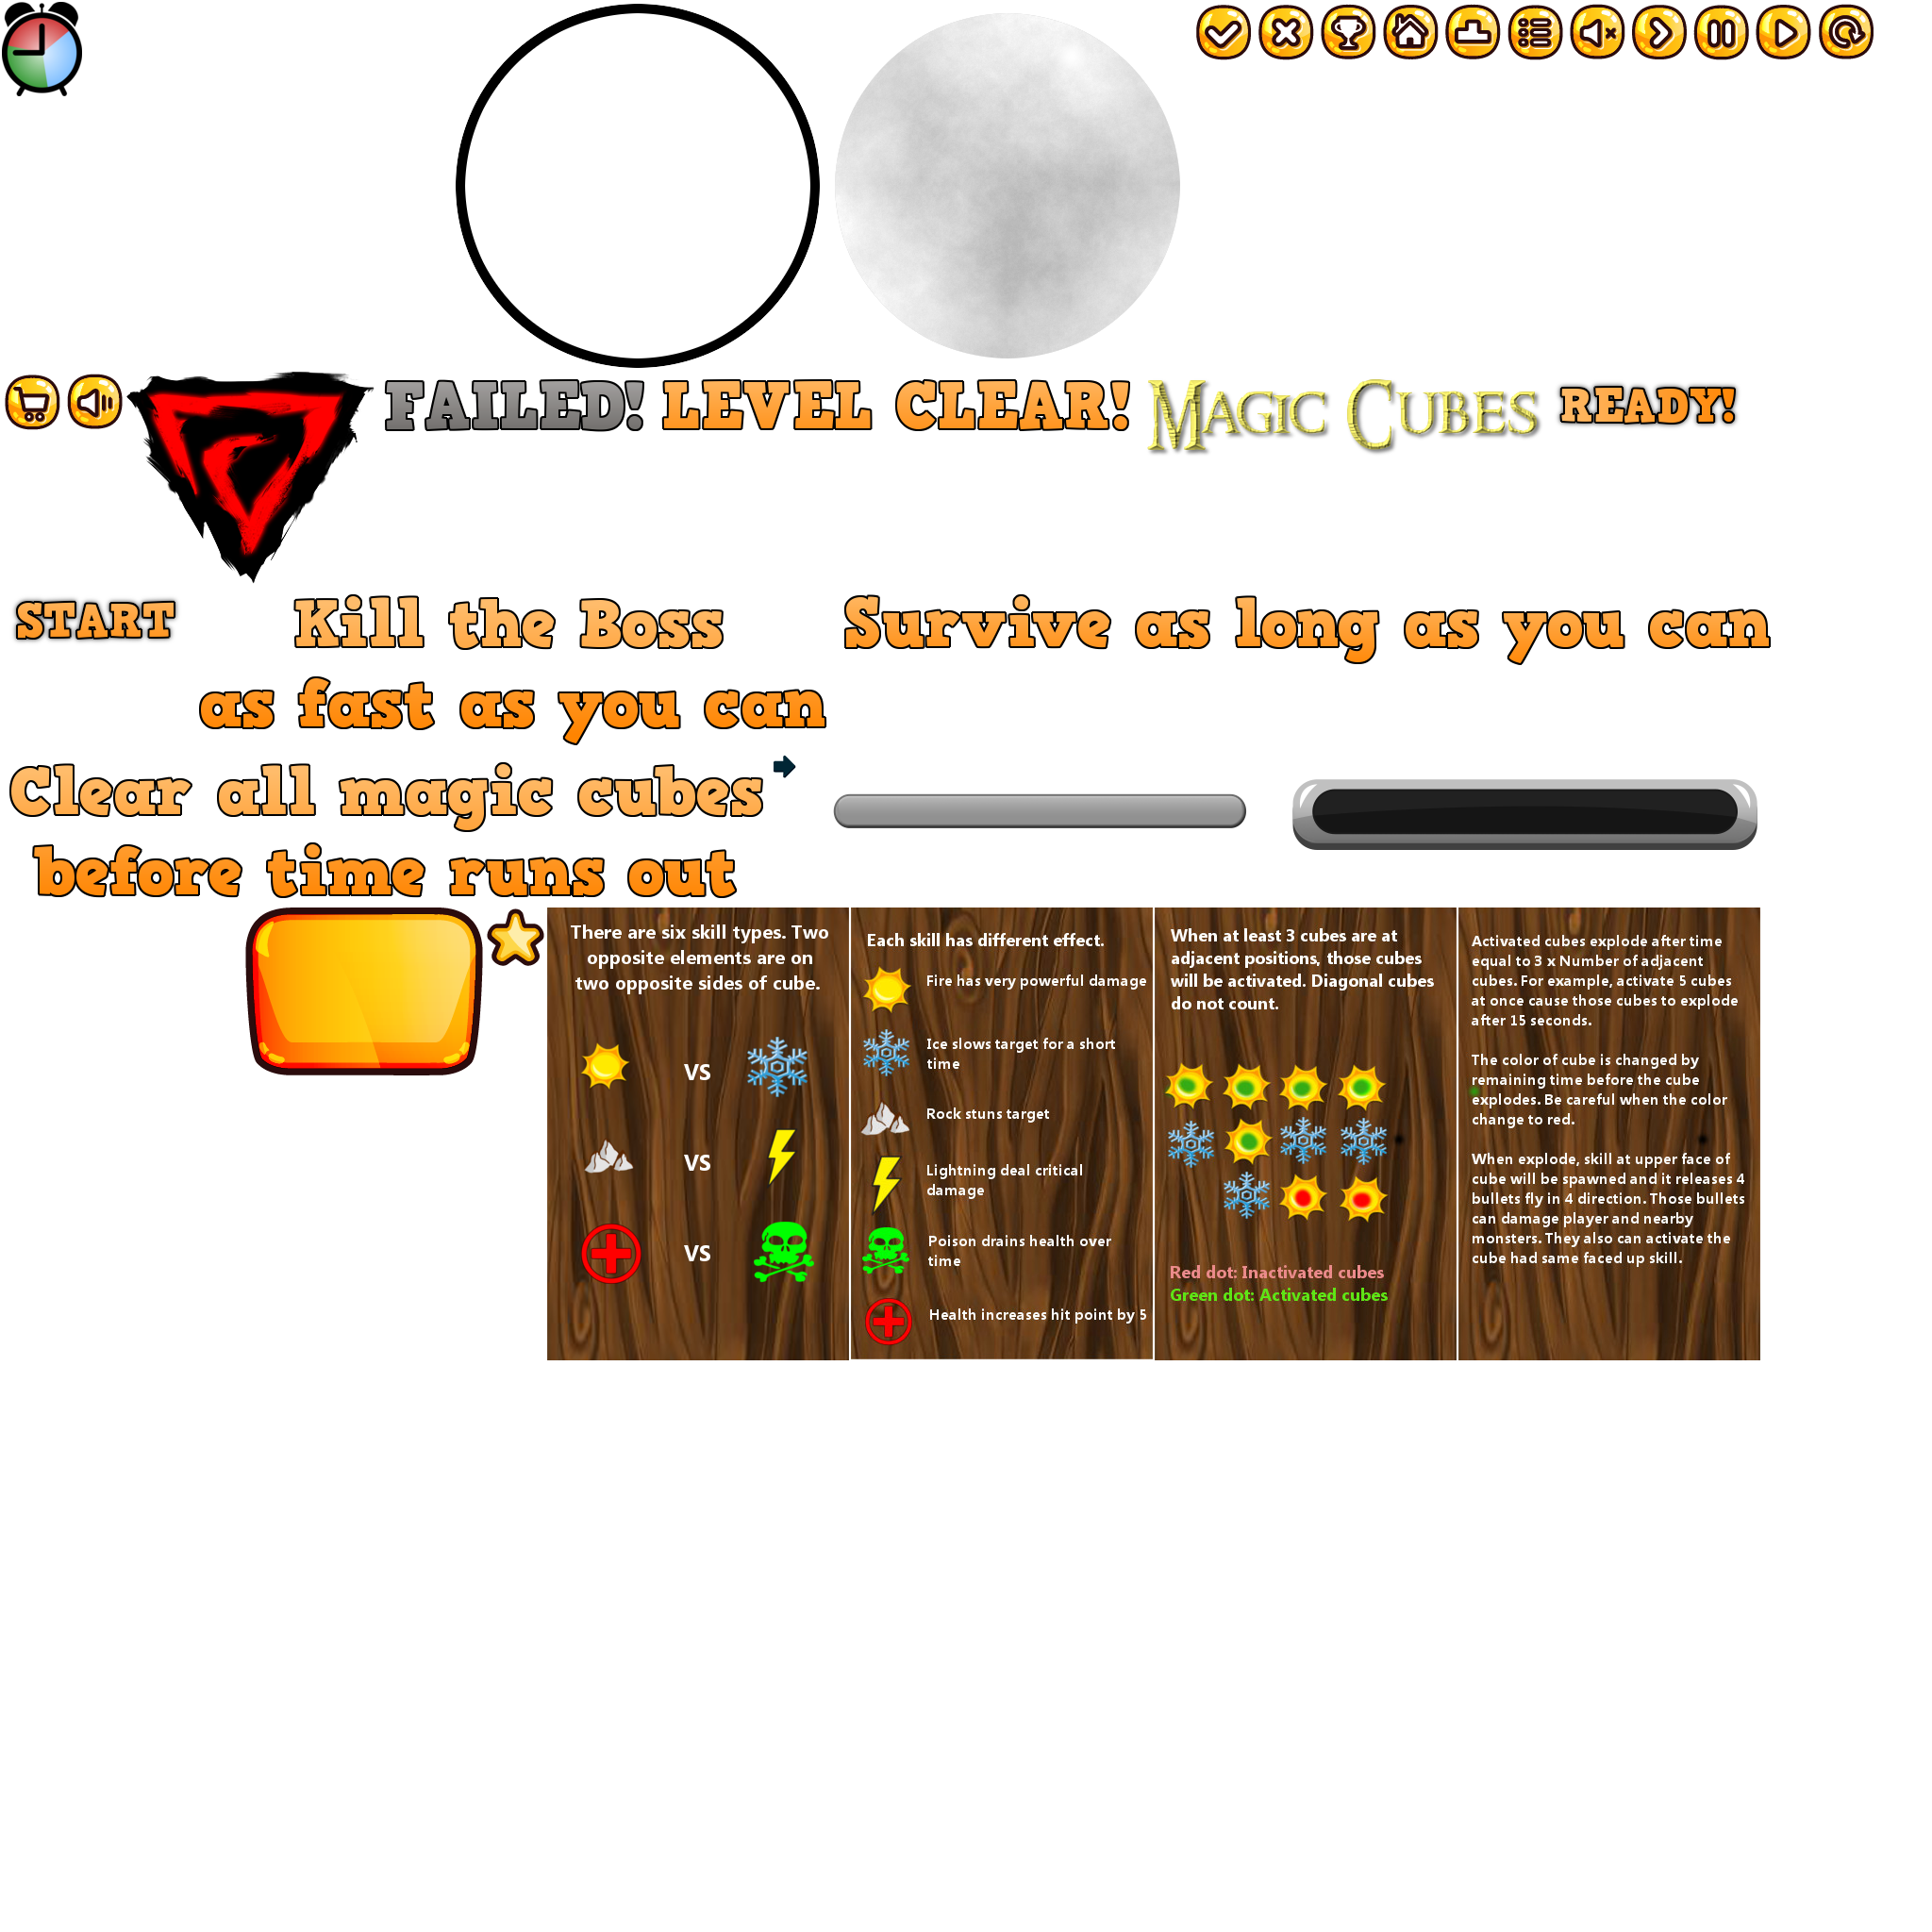 FAILED!
LEVEL CLEAR!
MAGIC CUBES
READY!
START
Kill the Boss
as fast as you can
Survive as long as you can
Clear all magic cubes
before time runs out
There are six skill types. Two
opposite elements are on
two opposite sides of cube.
VS
VS
VS
Each skill has different effect.
Fire has very powerful damage
Ice slows target for a short
time
Rock stuns target
Lightning deal critical
damage
Poison drains health over
time
Health increases hit point by 5
When at least 3 cubes are at
adjacent positions, those cubes
will be activated. Diagonal cubes
do not count.
Red dot: Inactivated cubes
Green dot: Activated cubes
Activated cubes explode after time
equal to 3 x Number of adjacent
cubes. For example, activate 5 cubes
at once cause those cubes to explode
after 15 seconds.
The color of cube is changed by
remaining time before the cube
explodes. Be careful when the color
change to red.
When explode, skill at upper face of
cube will be spawned and it releases 4
bullets fly in 4 direction. Those bullets
can damage player and nearby
monsters. They also can activate the
cube had same faced up skill.